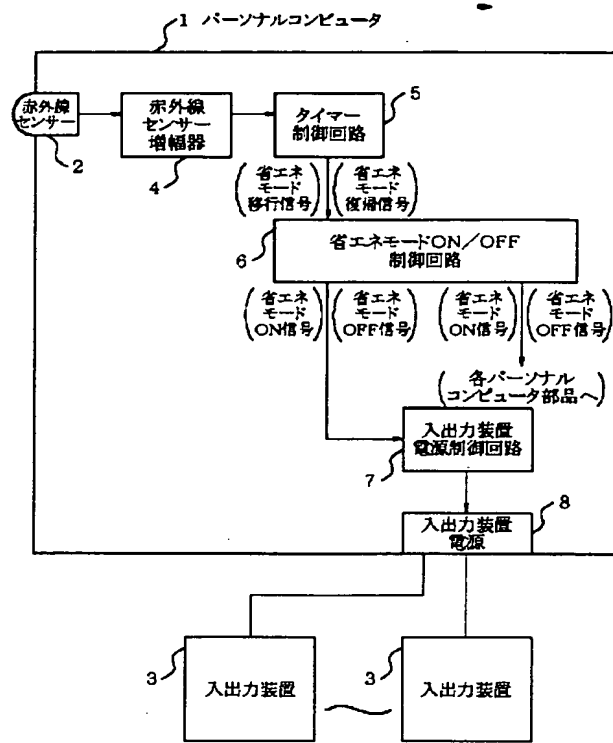 1 パーソナルコンピュータ
赤外線
センサー
2
赤外線
センサー
増幅器
4
タイマー
制御回路
5
(省エネ
モード
移行信号)
(省エネ
モード
復帰信号)
省エネモードON/OFF
制御回路
6
(省エネ
モード
ON信号)
(省エネ
モード
OFF信号)
(省エネ
モード
ON信号)
(省エネ
モード
OFF信号)
(各パーソナル
コンピュータ部品へ)
入出力装置
電源制御回路
7
入出力装置
電源
8
3
入出力装置
3
入出力装置